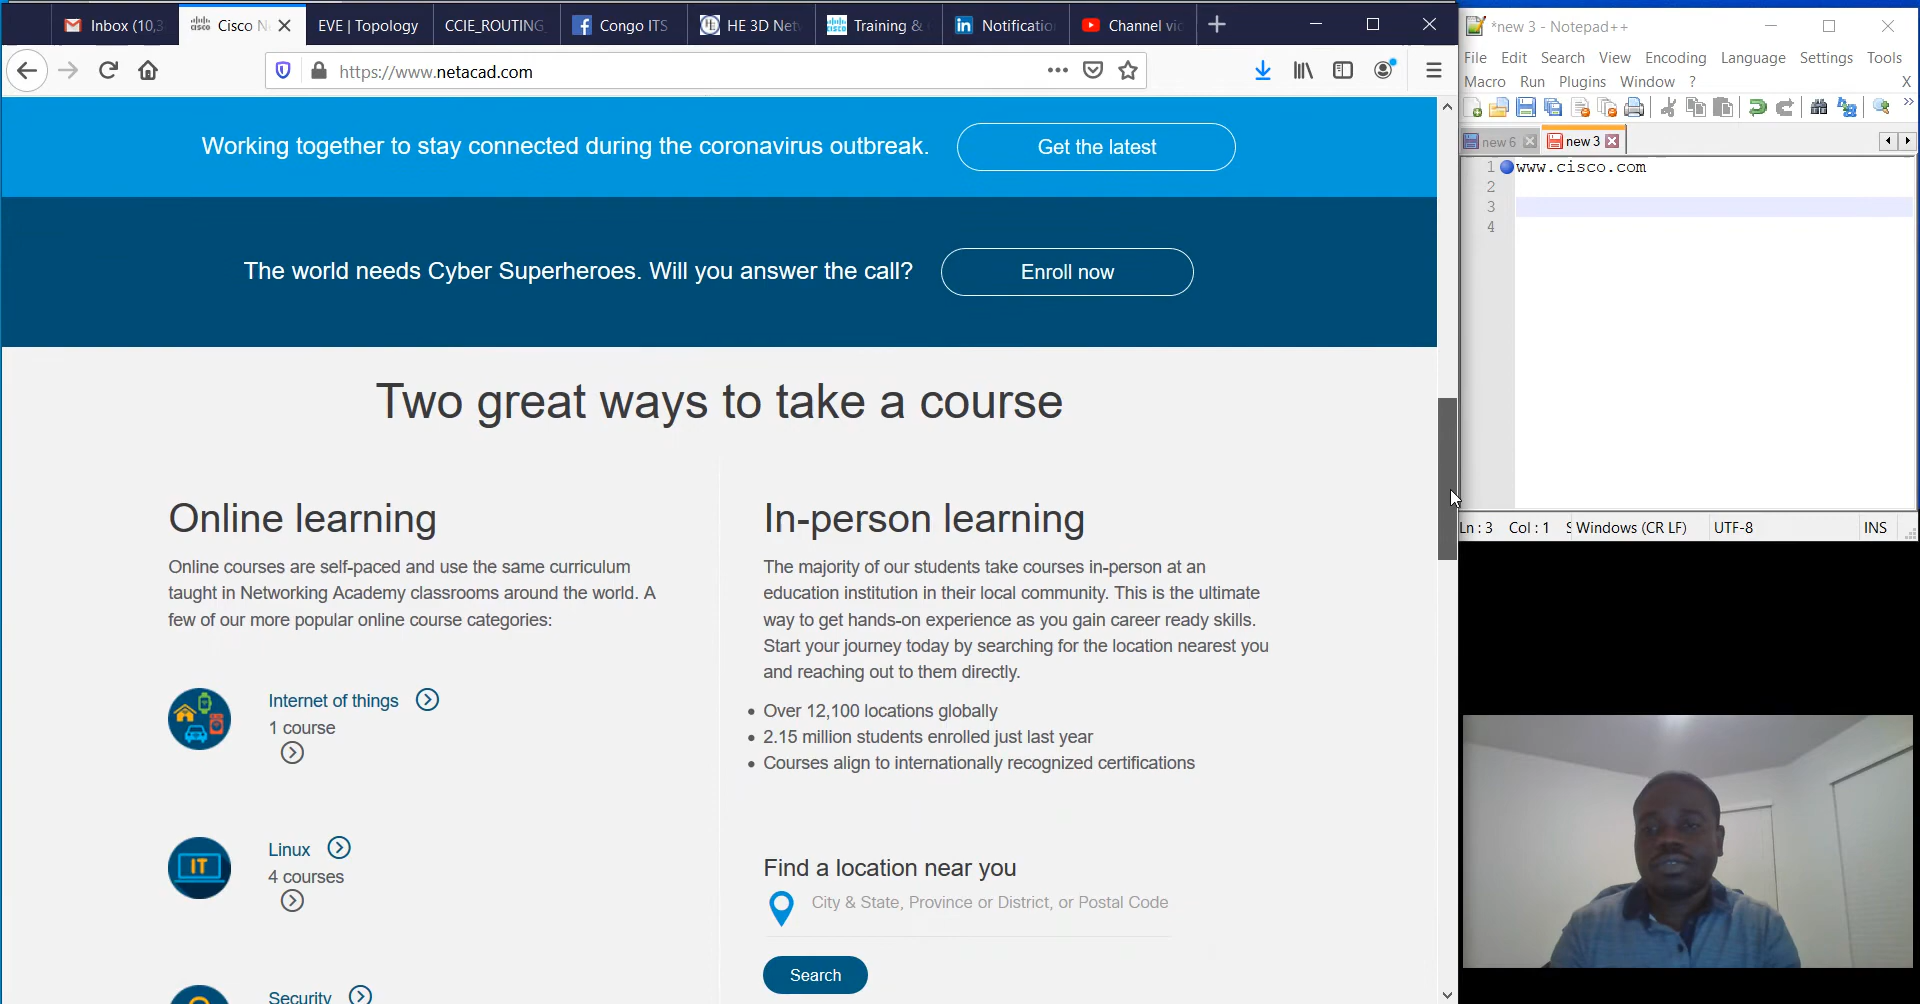 Inbox (10,3
Cisco N
EVE | Topology
CCIE_ROUTING
Congo ITS
HE 3D Net
Training &
Notificatio
Channel vi
*new 3 - Notepad++
https://www.netacad.com
File Edit Search View Encoding Language Settings Tools
Macro Run Plugins Window ? X
new 6
new 3
1 www.cisco.com
2
3
4
Working together to stay connected during the coronavirus outbreak.
Get the latest
The world needs Cyber Superheroes. Will you answer the call?
Enroll now
Two great ways to take a course
Online learning
Online courses are self-paced and use the same curriculum
taught in Networking Academy classrooms around the world. A
few of our more popular online course categories:
Internet of things
1 course
IT
Linux
4 courses
Security
In-person learning
The majority of our students take courses in-person at an
education institution in their local community. This is the ultimate
way to get hands-on experience as you gain career ready skills.
Start your journey today by searching for the location nearest you
and reaching out to them directly.
• Over 12,100 locations globally
• 2.15 million students enrolled just last year
• Courses align to internationally recognized certifications
Find a location near you
City & State, Province or District, or Postal Code
Search
Ln : 3 Col : 1 Windows (CR LF) UTF-8 INS